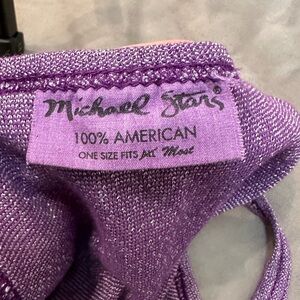 Michael Stars®
100% AMERICAN
ONE SIZE FITS All Most